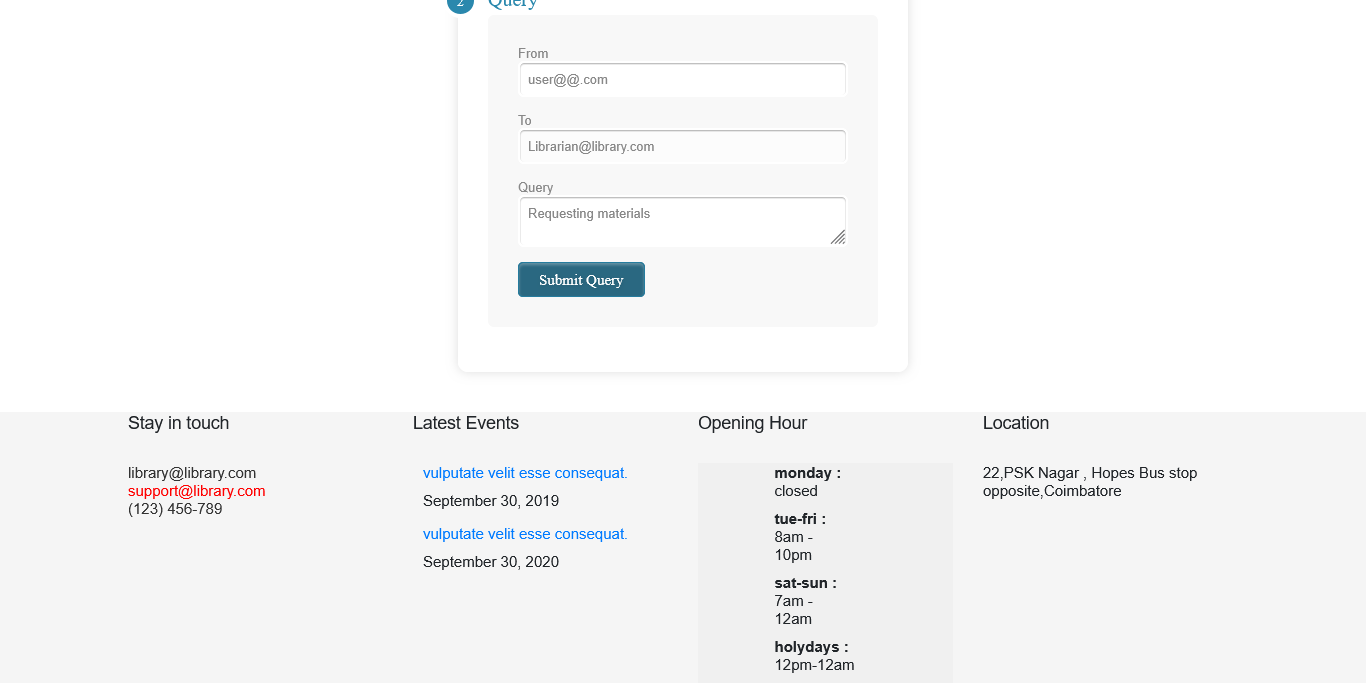 2 Query
From
user@@.com
To
Librarian@library.com
Query
Requesting materials
Submit Query
Stay in touch
library@library.com
support@library.com
(123) 456-789
Latest Events
vulputate velit esse consequat.
September 30, 2019
vulputate velit esse consequat.
September 30, 2020
Opening Hour
monday :
closed
tue-fri :
8am -
10pm
sat-sun :
7am -
12am
holydays :
12pm-12am
Location
22,PSK Nagar , Hopes Bus stop
opposite,Coimbatore